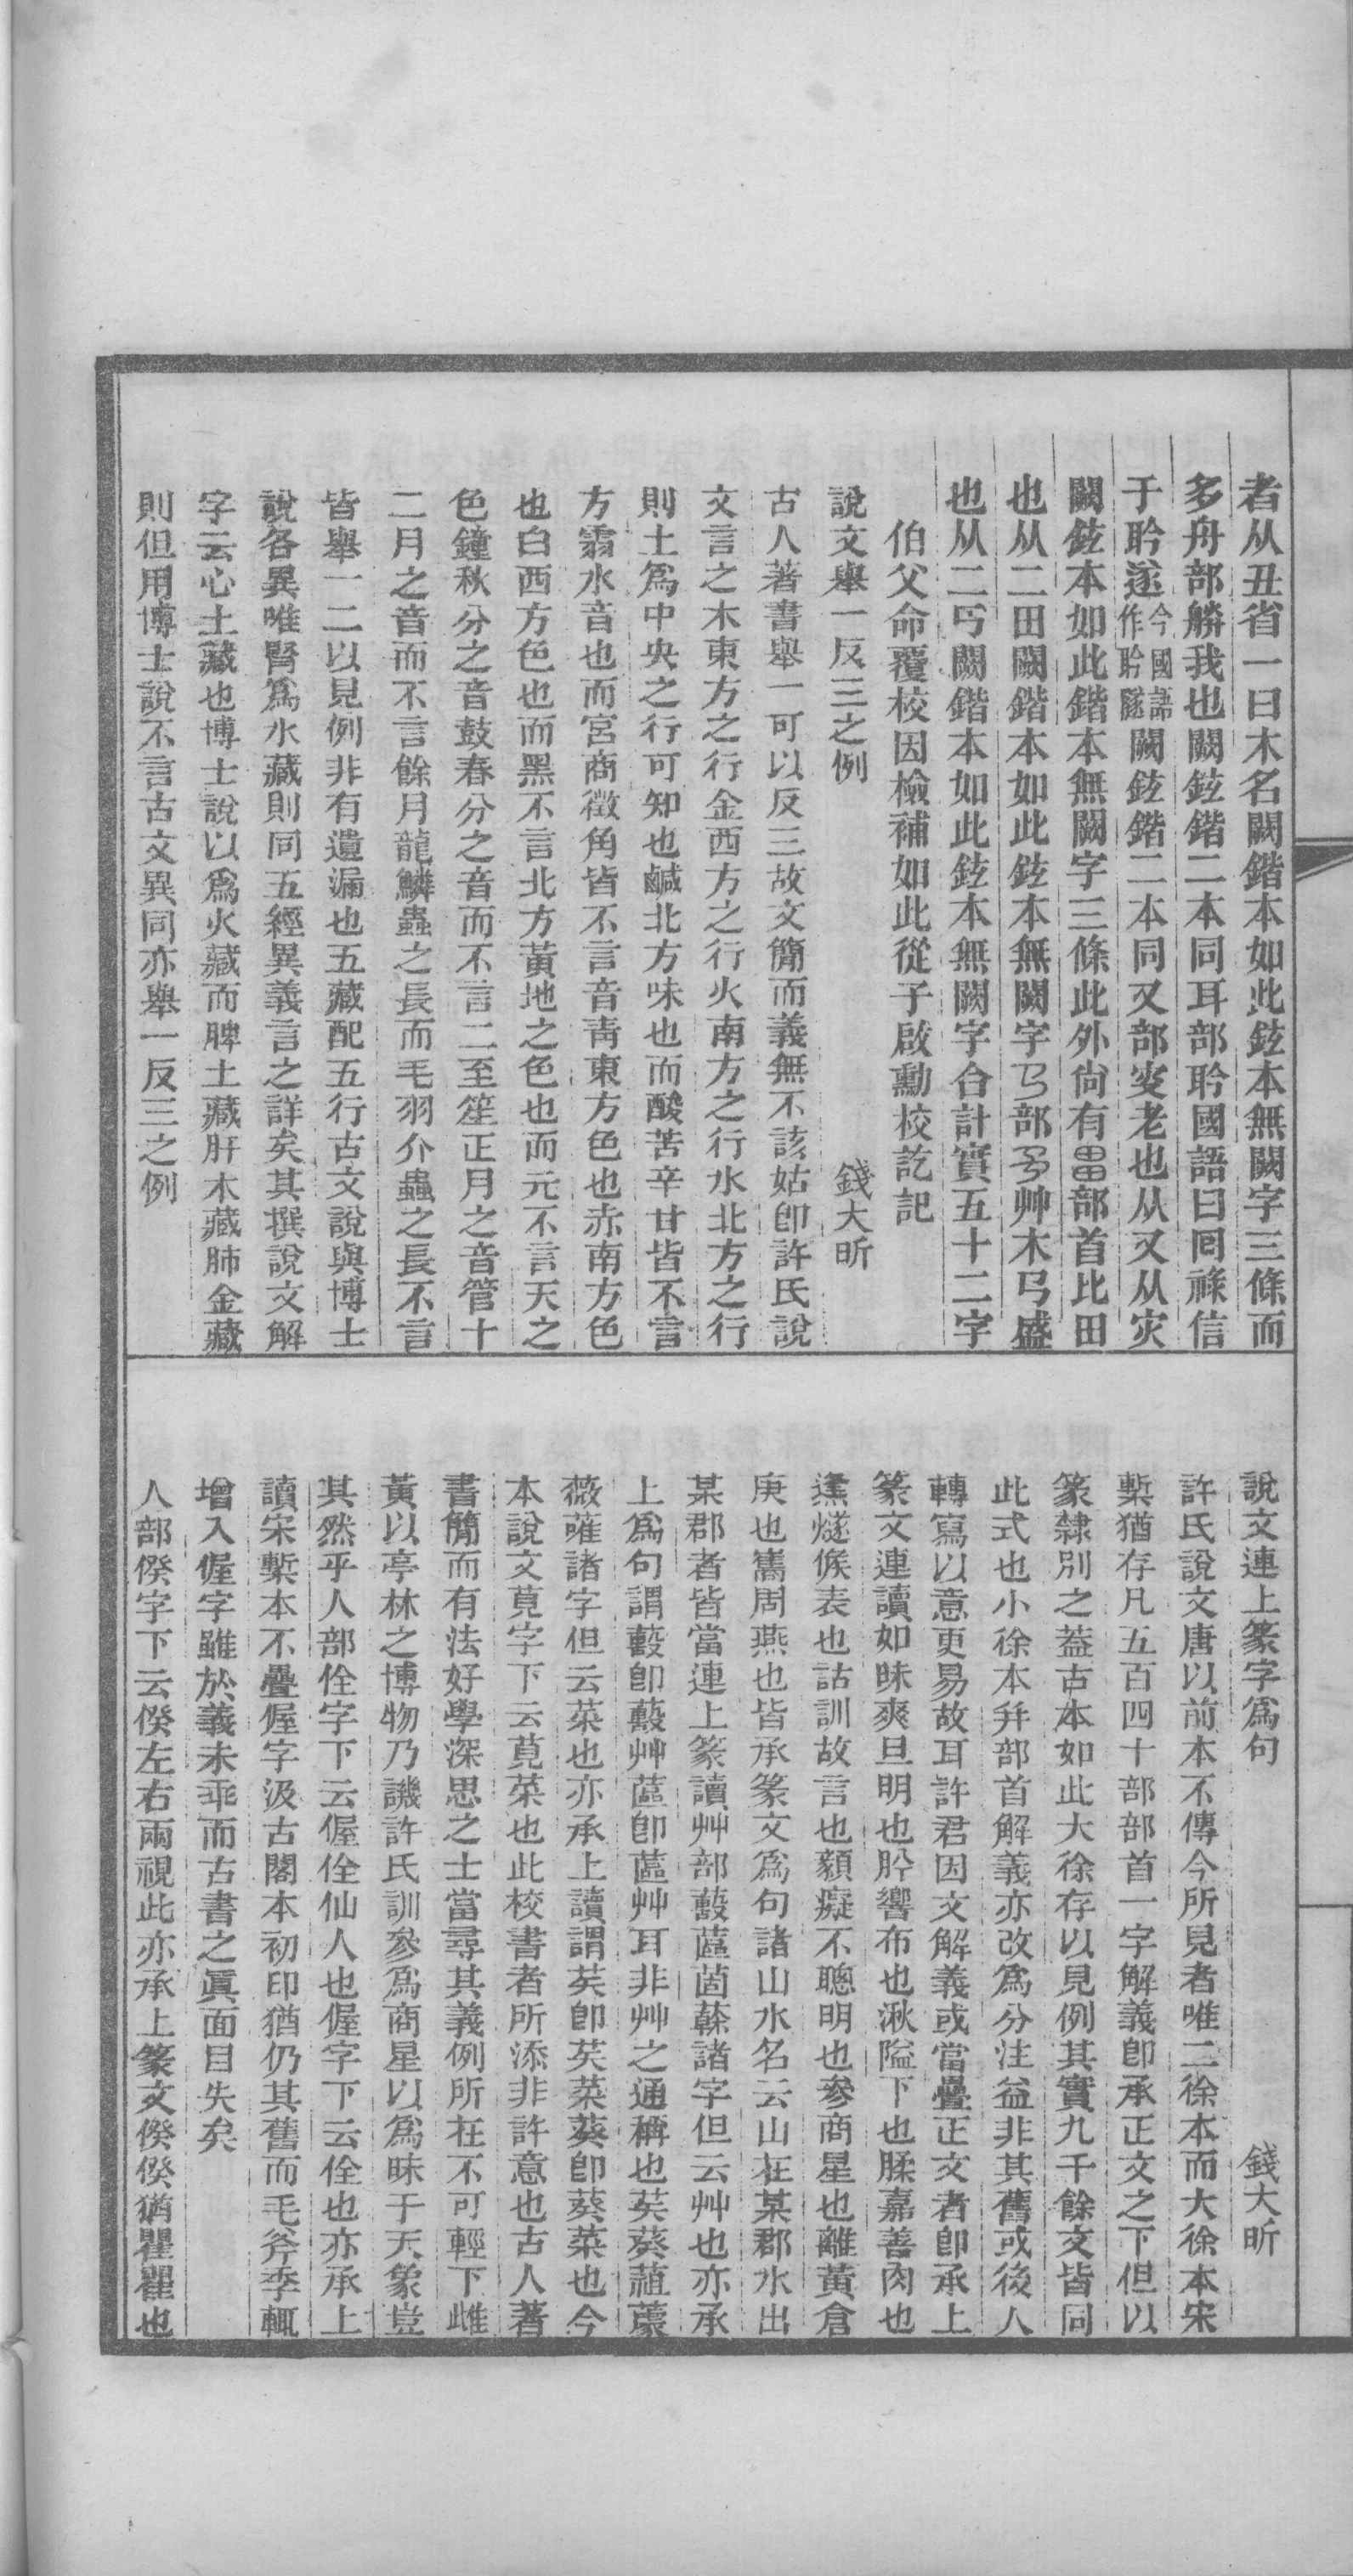 者从丑省一曰木名闕鍇本如此鉉本無闕字三條而
多舟部㬺我也闕鉉鍇二本同耳部聆國語曰回祿信
于聆遂今國語作聆隧闕鉉鍇二本同又部叜老也从又从灾
闕鉉本如此鍇本無闕字三條此外尙有畕部首比田
也从二田闕鍇本如此鉉本無闕字𢎘部𢎙艸木弓盛
也从二丂闕鍇本如此鉉本無闕字合計實五十二字
伯父命覆校因檢補如此從子啟勳校訖記
說文舉一反三之例
錢大昕
古人著書舉一可以反三故文簡而義無不該姑卽許氏說
文言之木東方之行金西方之行火南方之行水北方之行
則土爲中央之行可知也鹹北方味也而酸苦辛甘皆不言
方霛水音也而宮商徵角皆不言音靑東方色也赤南方色
也白西方色也而黑不言北方黃地之色也而元不言天之
色鐘秋分之音鼓春分之音而不言二至笙正月之音管十
二月之音而不言餘月龍鱗蟲之長而毛羽介蟲之長不言
皆舉一二以見例非有遺漏也五藏配五行古文說與博士
說各異唯腎爲水藏則同五經異義言之詳矣其撰說文解
字云心土藏也博士說以爲火藏而脾土藏肝木藏肺金藏
則但用博士說不言古文異同亦舉一反三之例
說文連上篆字爲句
錢大昕
許氏說文唐以前本不傳今所見者唯二徐本而大徐本宋
槧猶存凡五百四十部部首一字解義卽承正文之下但以
篆隸別之葢古本如此大徐存以見例其實九千餘文皆同
此式也小徐本幷部首解義亦改爲分注益非其舊或後人
轉寫以意更易故耳許君因文解義或當疊正文者卽承上
篆文連讀如昧爽旦明也肸響布也湫隘下也腬嘉善肉也
㷭燧候表也詁訓故言也顡癡不聰明也參商星也離黃倉
庚也巂周燕也皆承篆文爲句諸山水名云山在某郡水出
某郡者皆當連上篆讀艸部蔎蓲茵蓧諸字但云艸也亦承
上爲句謂蔎卽蔎艸蓲卽蓲艸耳非艸之通稱也芺葵葅蘪
薇蓶諸字但云菜也亦承上讀謂芺卽芺菜葵卽葵菜也今
本說文莧字下云莧菜也此校書者所添非許意也古人著
書簡而有法好學深思之士當尋其義例所在不可輕下雌
黃以亭林之博物乃譏許氏訓參爲商星以爲昧于天象豈
其然乎人部佺字下云偓佺仙人也偓字下云佺也亦承上
讀宋槧本不疊偓字汲古閣本初印猶仍其舊而毛斧季輒
增入偓字雖於義未乖而古書之眞面目失矣
人部傒字下云傒左右兩視此亦承上篆文傒傒猶瞿瞿也